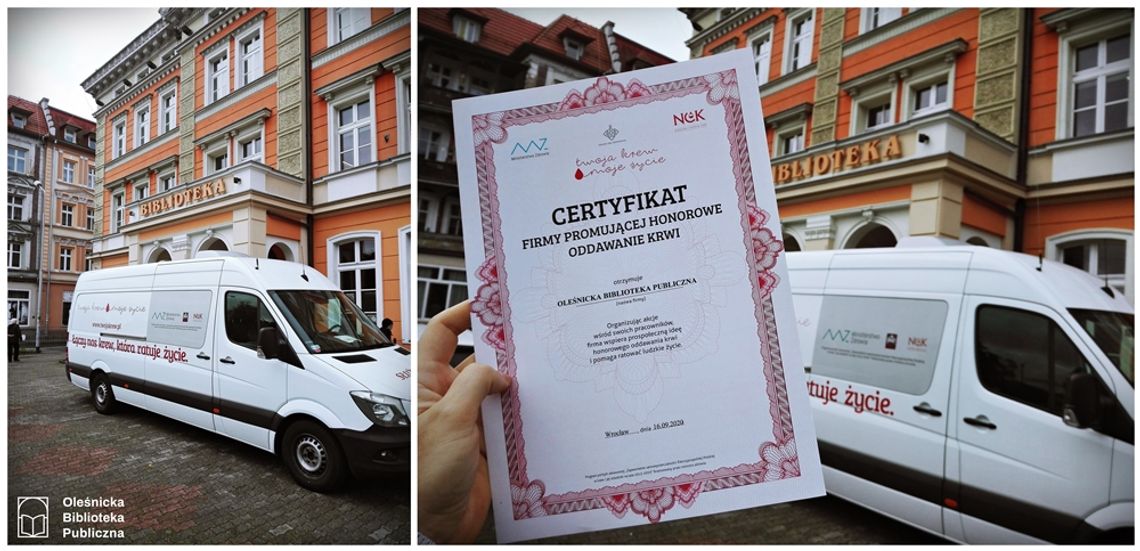 BIBLIOTEKA
twoja krew moje życie
www.twojakrew.pl
Ministerstwo
Zdrowia
NCK
Łączy nas krew, która ratuje życie.
Oleśnicka
Biblioteka
Publiczna
BIBLIOTEKA
Ministerstwo
Zdrowia
NCK
ratuje życie.
Ministerstwo Zdrowia
NCK
twoja krew
moje życie
CERTYFIKAT
FIRMY PROMUJĄCEJ HONOROWE
ODDAWANIE KRWI
otrzymuje
OLEŚNICKA BIBLIOTEKA PUBLICZNA
(nazwa firmy)
Organizując akcje
wśród swoich pracowników,
firma wspiera prospołeczną ideę
honorowego oddawania krwi
i pomaga ratować ludzkie życie.
Wrocław, dnia 16.09.2020